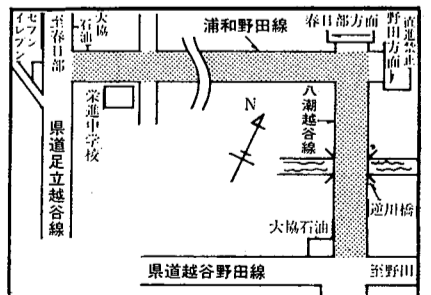 セブン
イレブン
至春日部
大協
石油
浦和野田線
春日部方面
野田方面
直進禁止
栄進中学校
県道足立越谷線
N
八潮越谷線
逆川橋
大協石油
県道越谷野田線
至野田